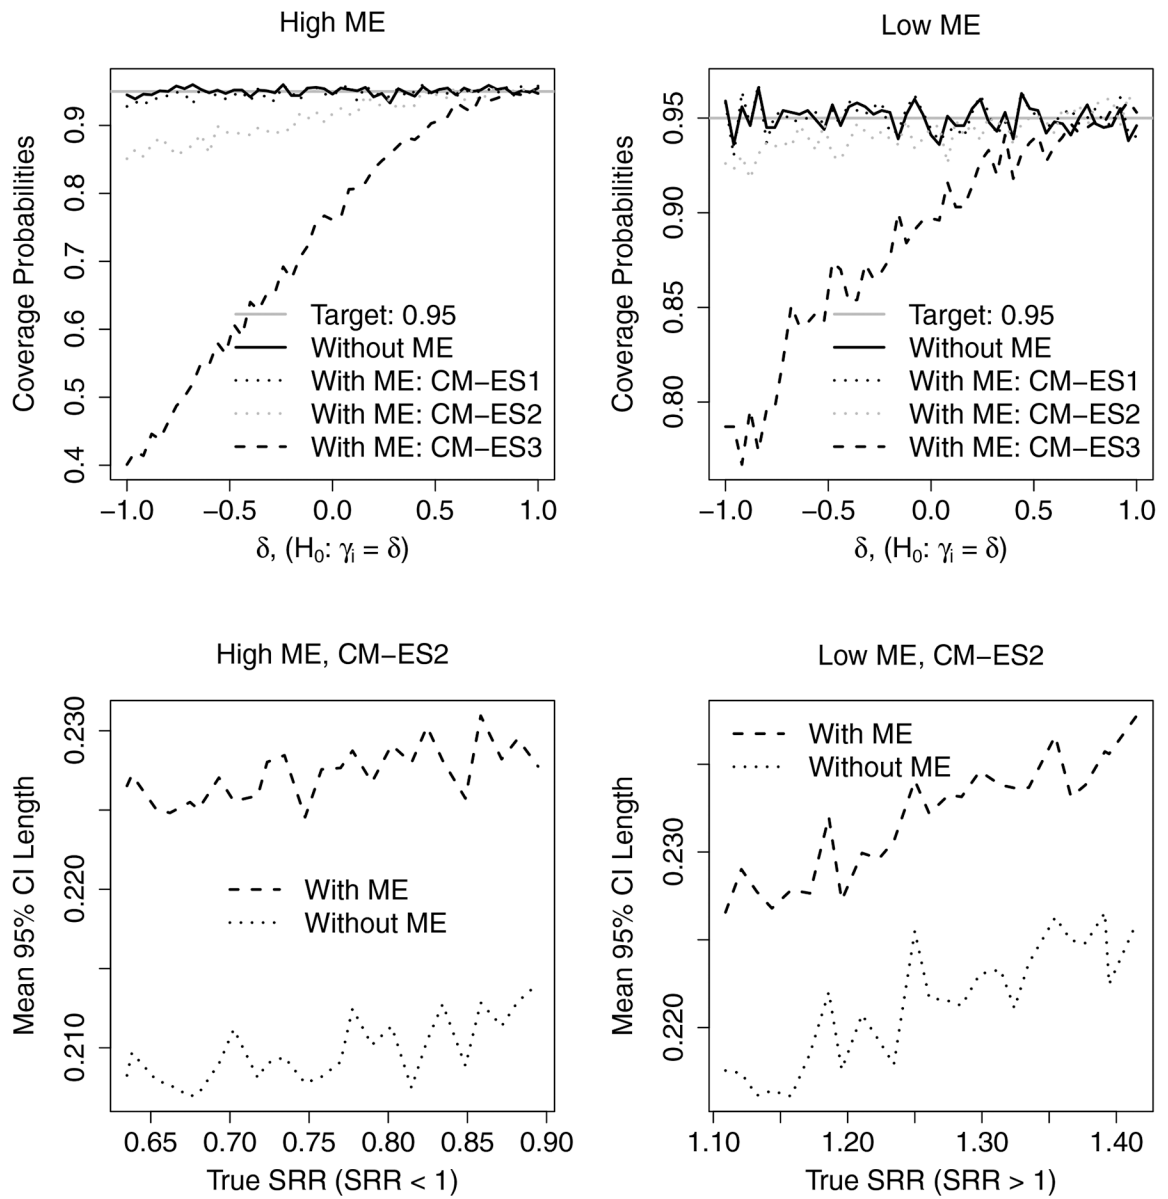 High ME
Coverage Probabilities
0.9
0.8
0.7
0.6
0.5
0.4
Target: 0.95
Without ME
With ME: CM−ES1
With ME: CM−ES2
With ME: CM−ES3
−1.0 −0.5 0.0 0.5 1.0
δ, (H₀: γᵢ = δ)
Low ME
Coverage Probabilities
0.95
0.90
0.85
0.80
Target: 0.95
Without ME
With ME: CM−ES1
With ME: CM−ES2
With ME: CM−ES3
−1.0 −0.5 0.0 0.5 1.0
δ, (H₀: γᵢ = δ)
High ME, CM−ES2
Mean 95% CI Length
0.230
0.220
0.210
With ME
Without ME
0.65 0.70 0.75 0.80 0.85 0.90
True SRR (SRR < 1)
Low ME, CM−ES2
Mean 95% CI Length
0.230
0.220
With ME
Without ME
1.10 1.20 1.30 1.40
True SRR (SRR > 1)